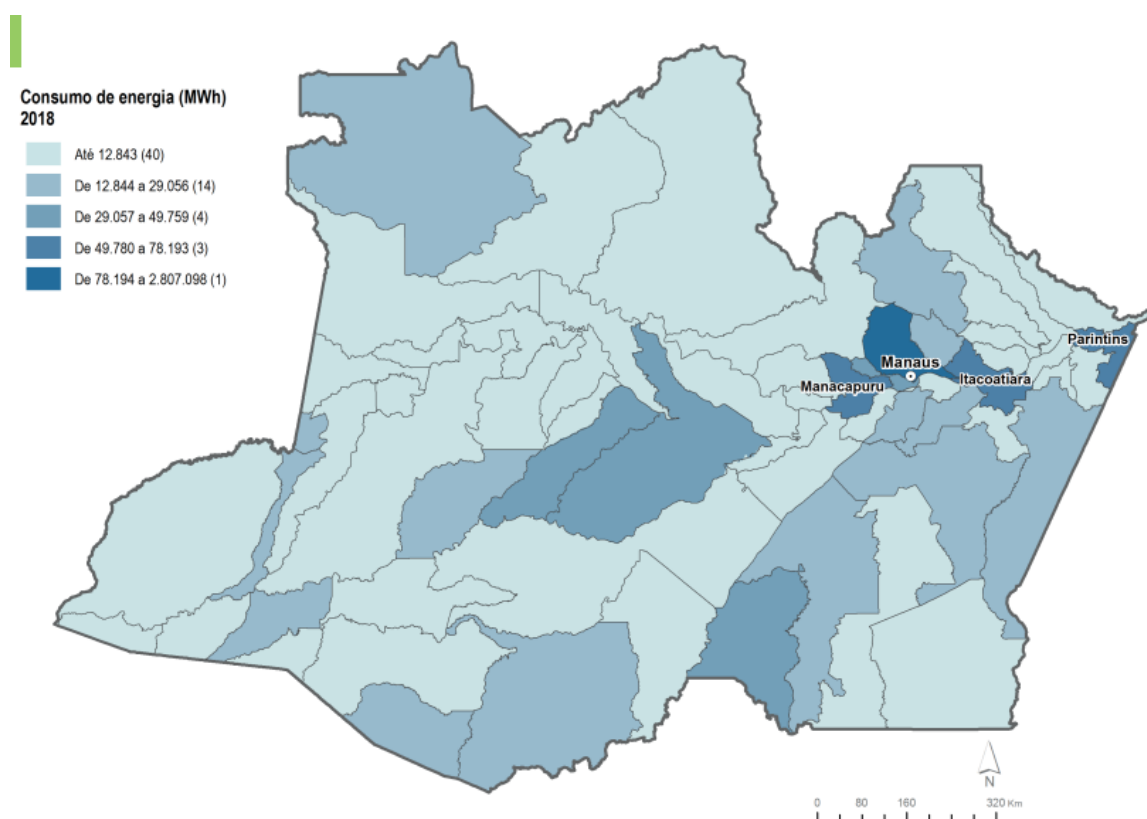 Consumo de energia (MWh)
2018
Até 12.843 (40)
De 12.844 a 29.056 (14)
De 29.057 a 49.759 (4)
De 49.780 a 78.193 (3)
De 78.194 a 2.807.098 (1)
Parintins
Manaus
Itacoatiara
Manacapuru
N
0 80 160 320 Km